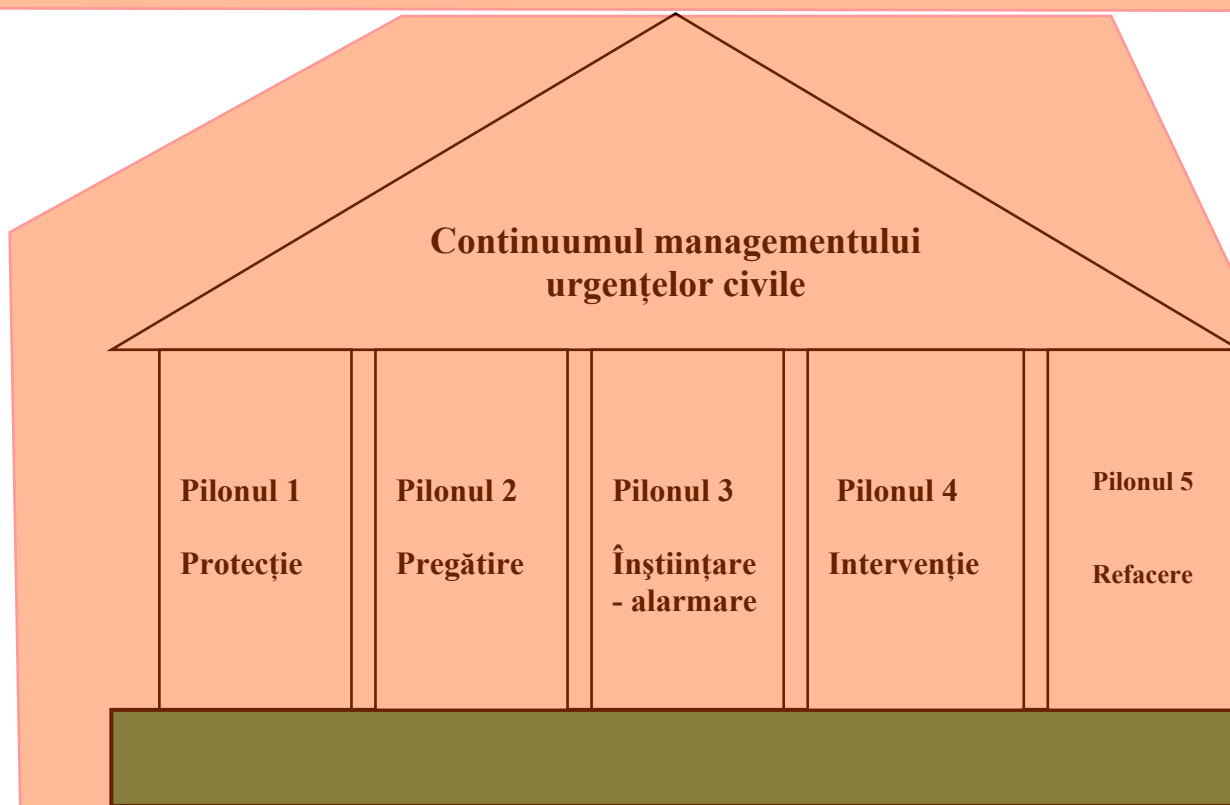 Continuumul managementului
urgențelor civile
Pilonul 1
Protecție
Pilonul 2
Pregătire
Pilonul 3
Înştiințare
- alarmare
Pilonul 4
Intervenție
Pilonul 5
Refacere